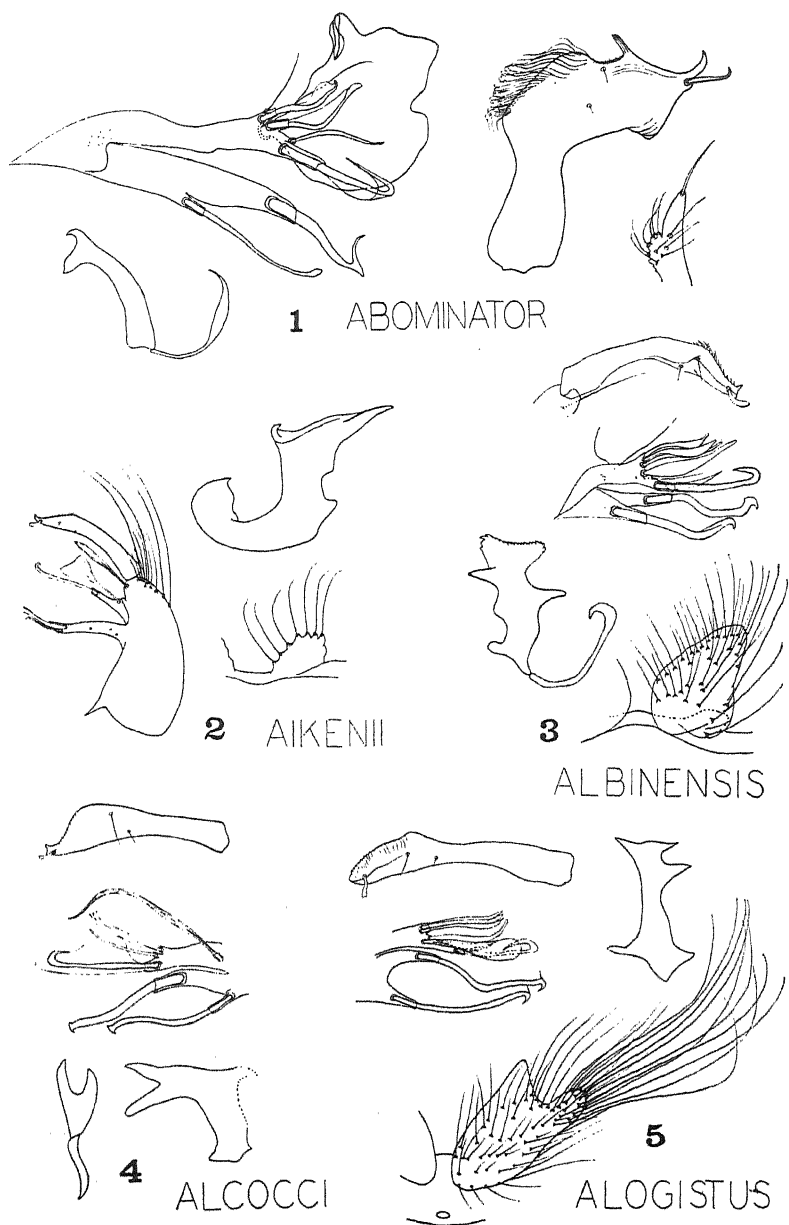 1 ABOMINATOR
2 AIKENII
3
ALBINENSIS
4 ALCOCCI
5
ALOGISTUS